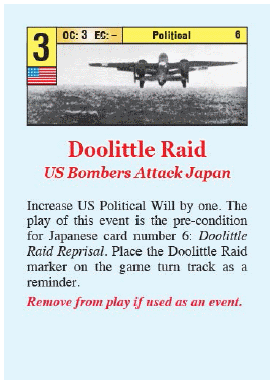 3
OC: 3 EC: – Political 6
Doolittle Raid
US Bombers Attack Japan
Increase US Political Will by one. The
play of this event is the pre-condition
for Japanese card number 6: Doolittle
Raid Reprisal. Place the Doolittle Raid
marker on the game turn track as a
reminder.
Remove from play if used as an event.